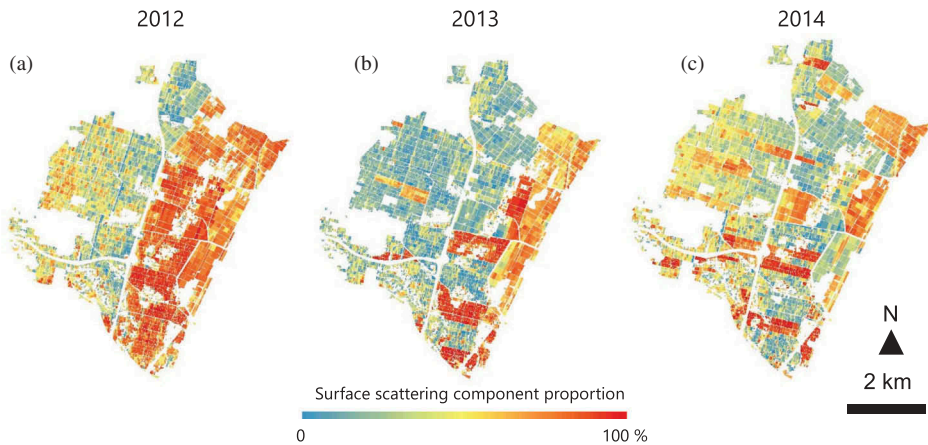 2012
2013
2014
(a)
(b)
(c)
N
2 km
Surface scattering component proportion
0
100 %